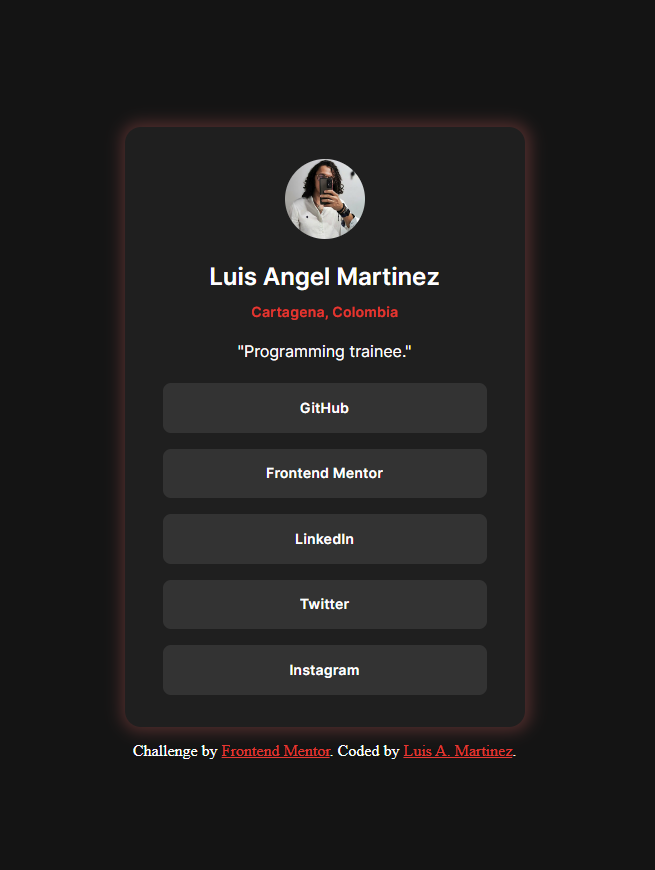 Luis Angel Martinez
Cartagena, Colombia
"Programming trainee."
GitHub
Frontend Mentor
LinkedIn
Twitter
Instagram
Challenge by Frontend Mentor. Coded by Luis A. Martinez.